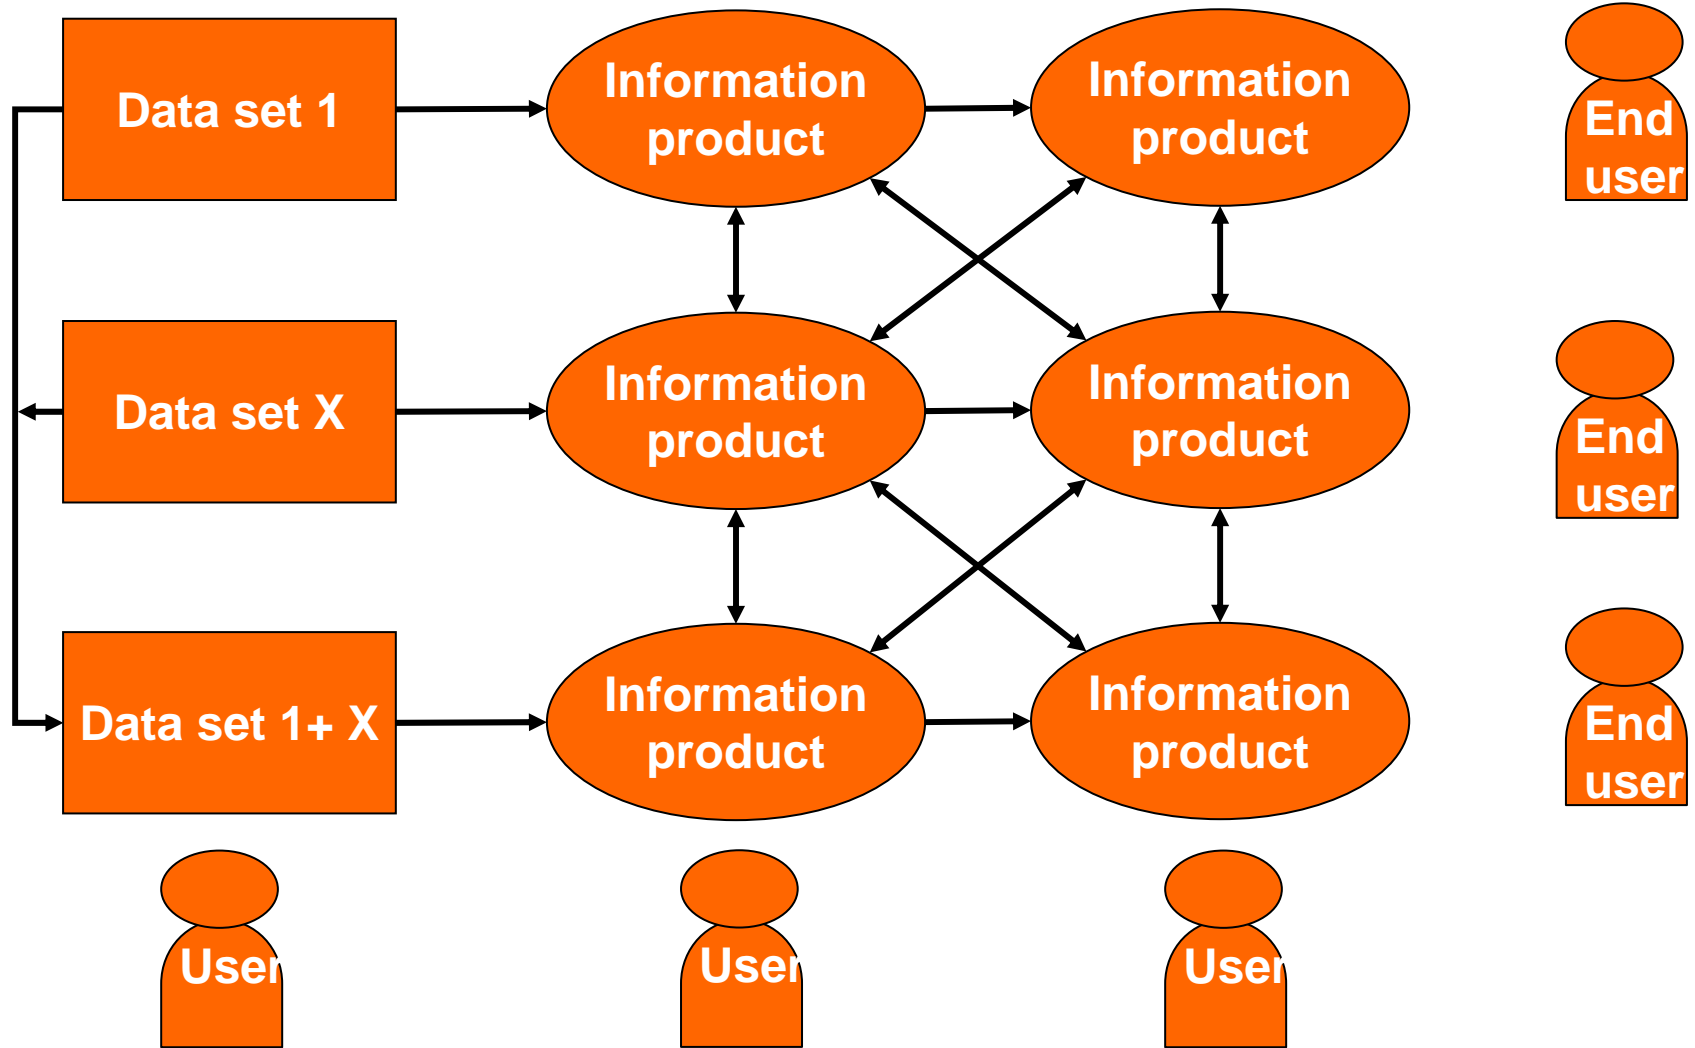 Data set 1
Information
product
Information
product
End
user
Data set X
Information
product
Information
product
End
user
Data set 1+ X
Information
product
Information
product
End
user
User
User
User